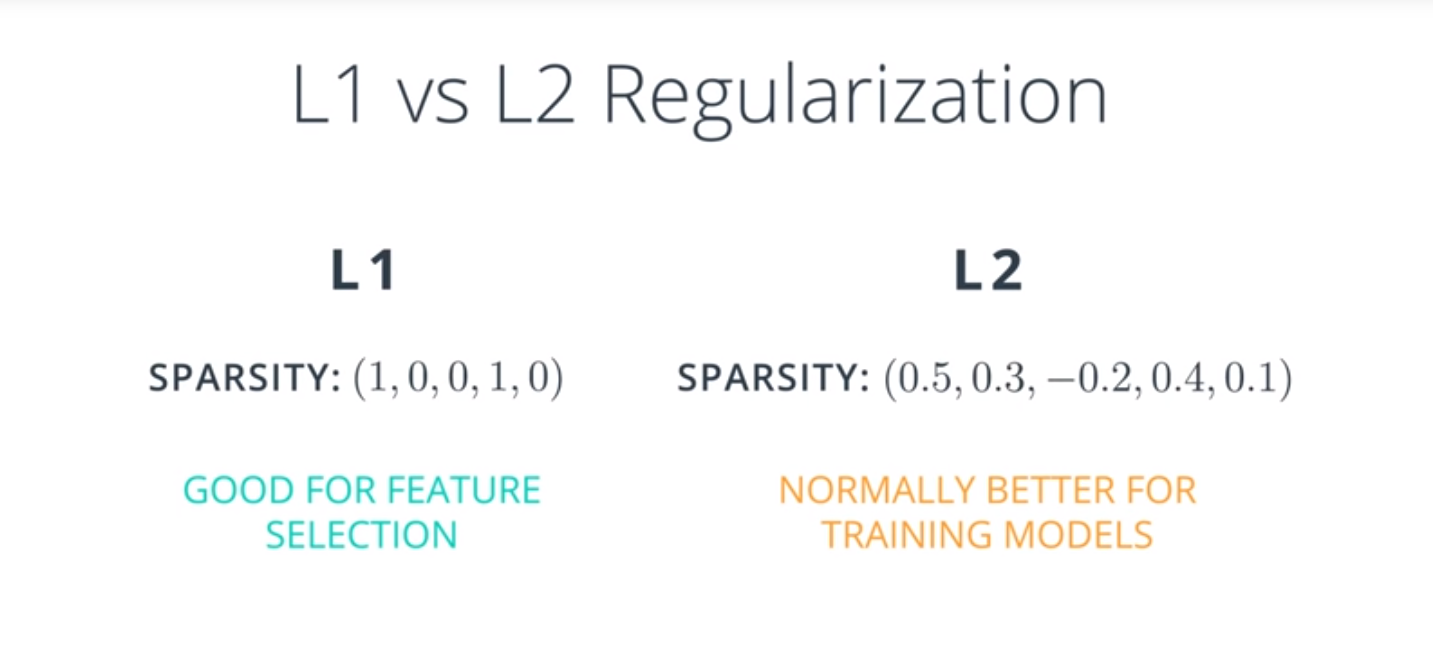 L1 vs L2 Regularization
L1
SPARSITY: (1, 0, 0, 1, 0)
GOOD FOR FEATURE
SELECTION
L2
SPARSITY: (0.5, 0.3, −0.2, 0.4, 0.1)
NORMALLY BETTER FOR
TRAINING MODELS